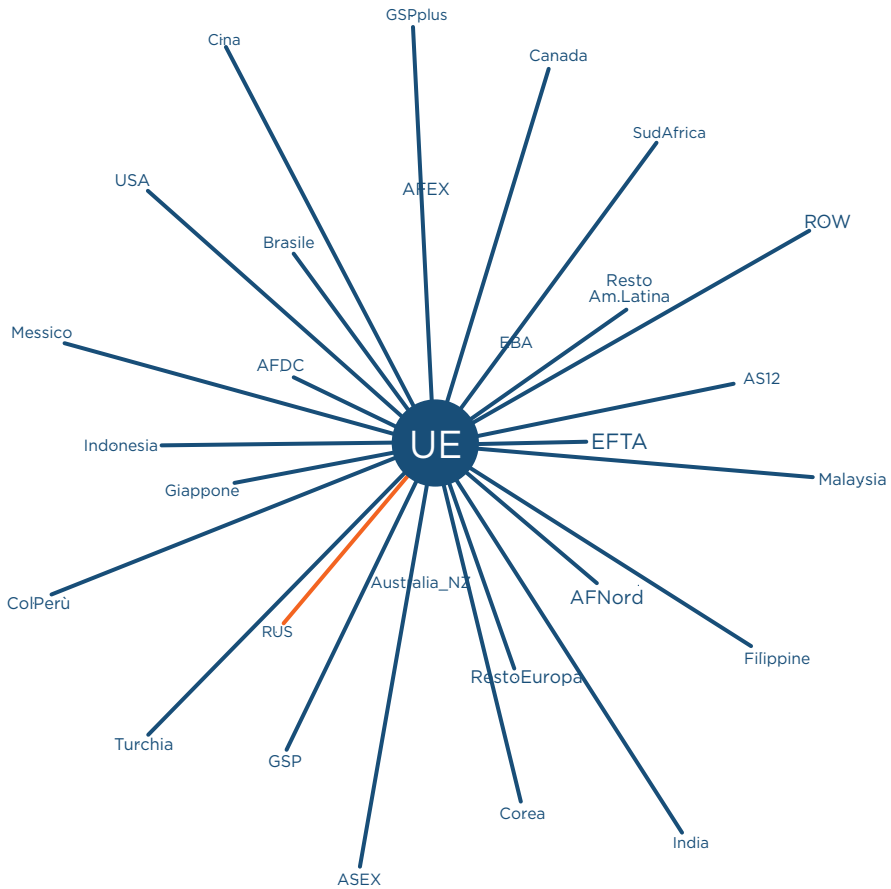 GSPplus
Cina
Canada
SudAfrica
USA
AFEX
ROW
Brasile
Resto
Am.Latina
Messico
EBA
AFDC
AS12
UE
EFTA
Indonesia
Malaysia
Giappone
Australia_NZ
AFNord
ColPerù
RUS
Filippine
RestoEuropa
Turchia
GSP
Corea
India
ASEX